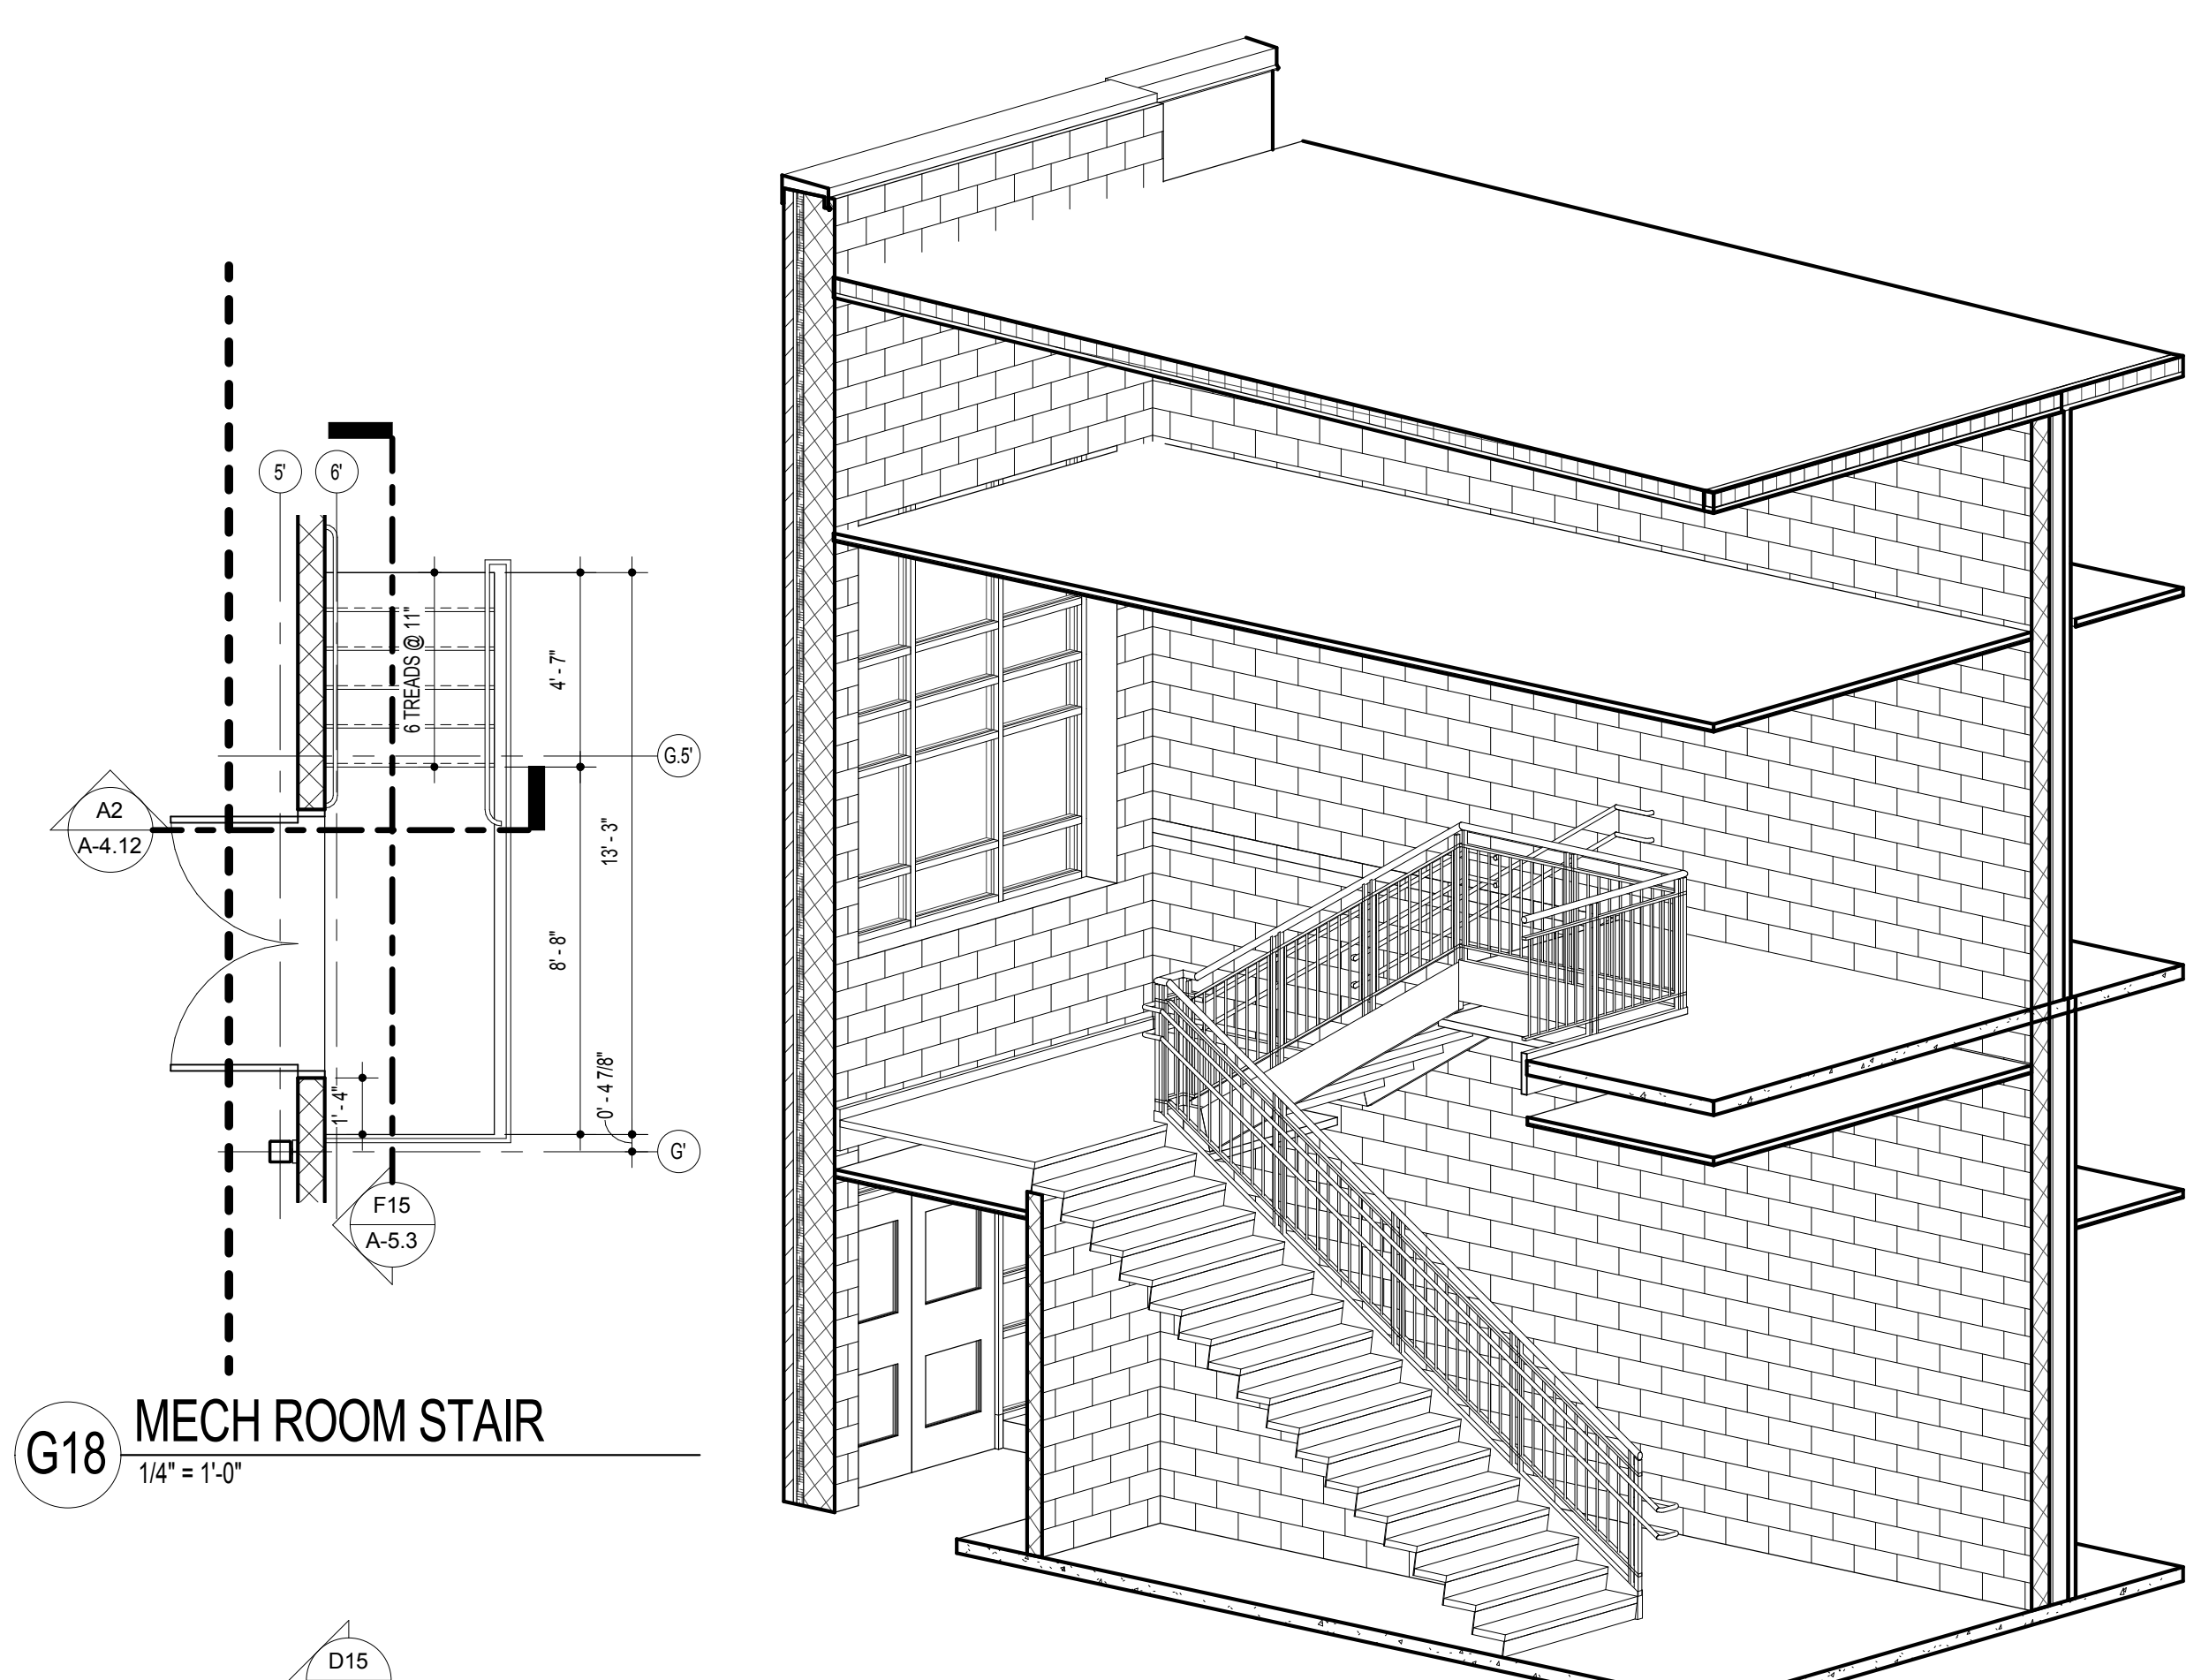 5'
6'
6 TREADS @ 11"
4' - 7"
G.5'
A2
A-4.12
13' - 3"
8' - 8"
0' - 4 7/8"
1' - 4"
G'
F15
A-5.3
G18
MECH ROOM STAIR
1/4" = 1'-0"
D15